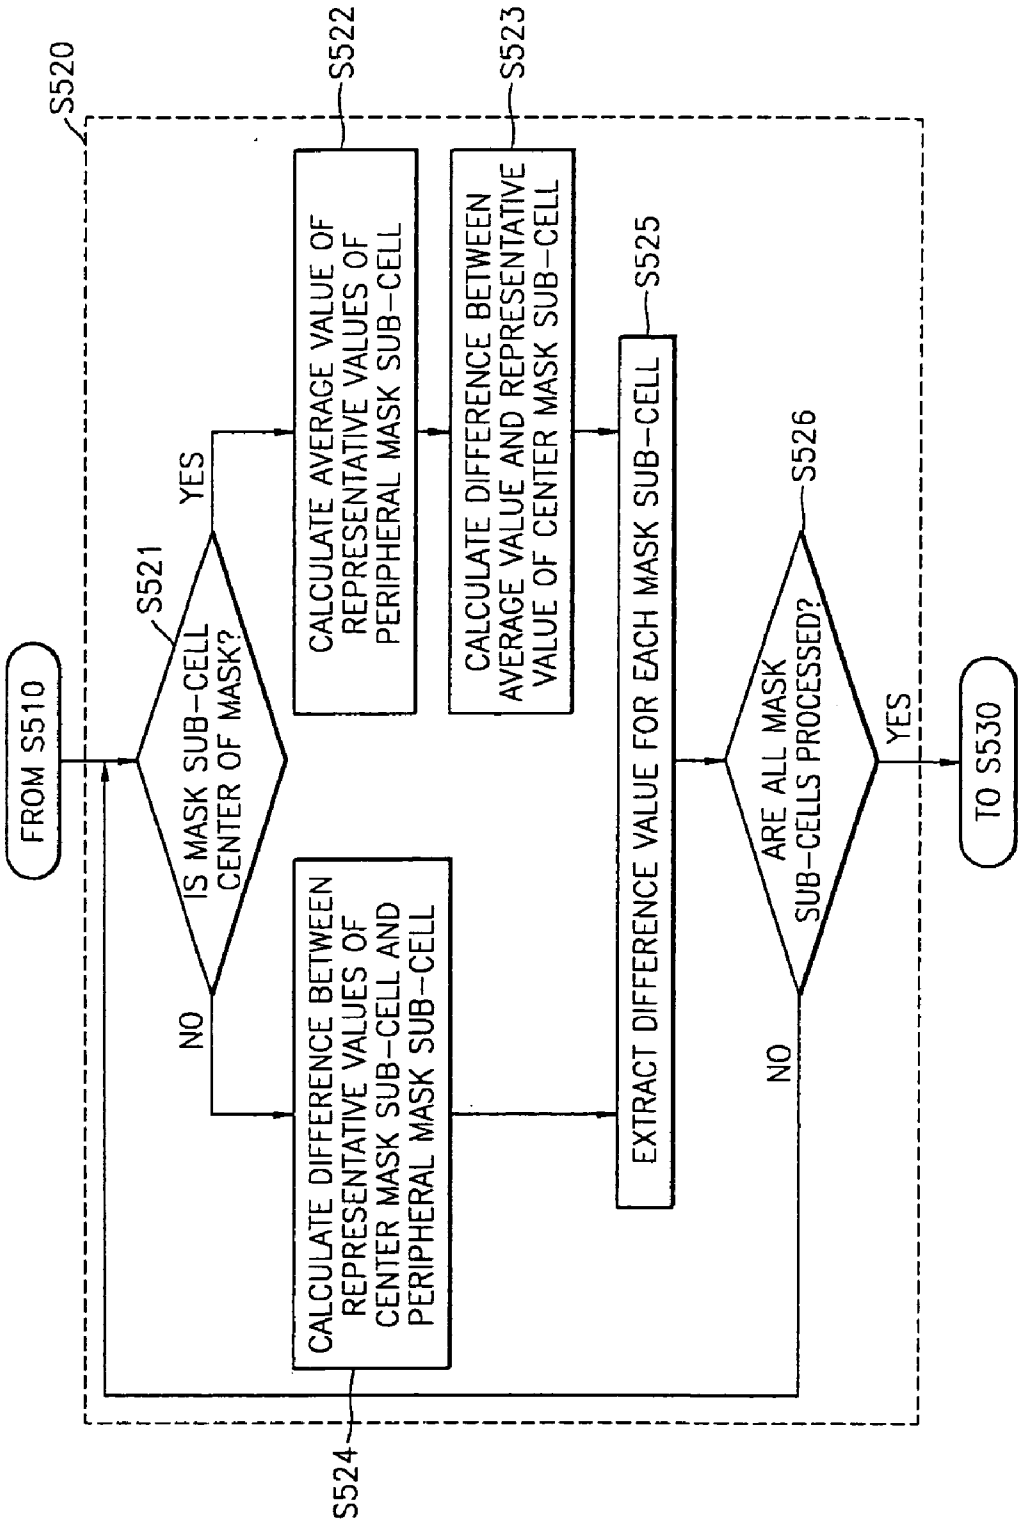 FROM S510
S520
IS MASK SUB-CELL
CENTER OF MASK?
S521
YES
NO
CALCULATE AVERAGE VALUE OF
REPRESENTATIVE VALUES OF
PERIPHERAL MASK SUB-CELL
S522
CALCULATE DIFFERENCE BETWEEN
AVERAGE VALUE AND REPRESENTATIVE
VALUE OF CENTER MASK SUB-CELL
S523
CALCULATE DIFFERENCE BETWEEN
REPRESENTATIVE VALUES OF
CENTER MASK SUB-CELL AND
PERIPHERAL MASK SUB-CELL
S524
EXTRACT DIFFERENCE VALUE FOR EACH MASK SUB-CELL
S525
ARE ALL MASK
SUB-CELLS PROCESSED?
S526
NO
YES
TO S530